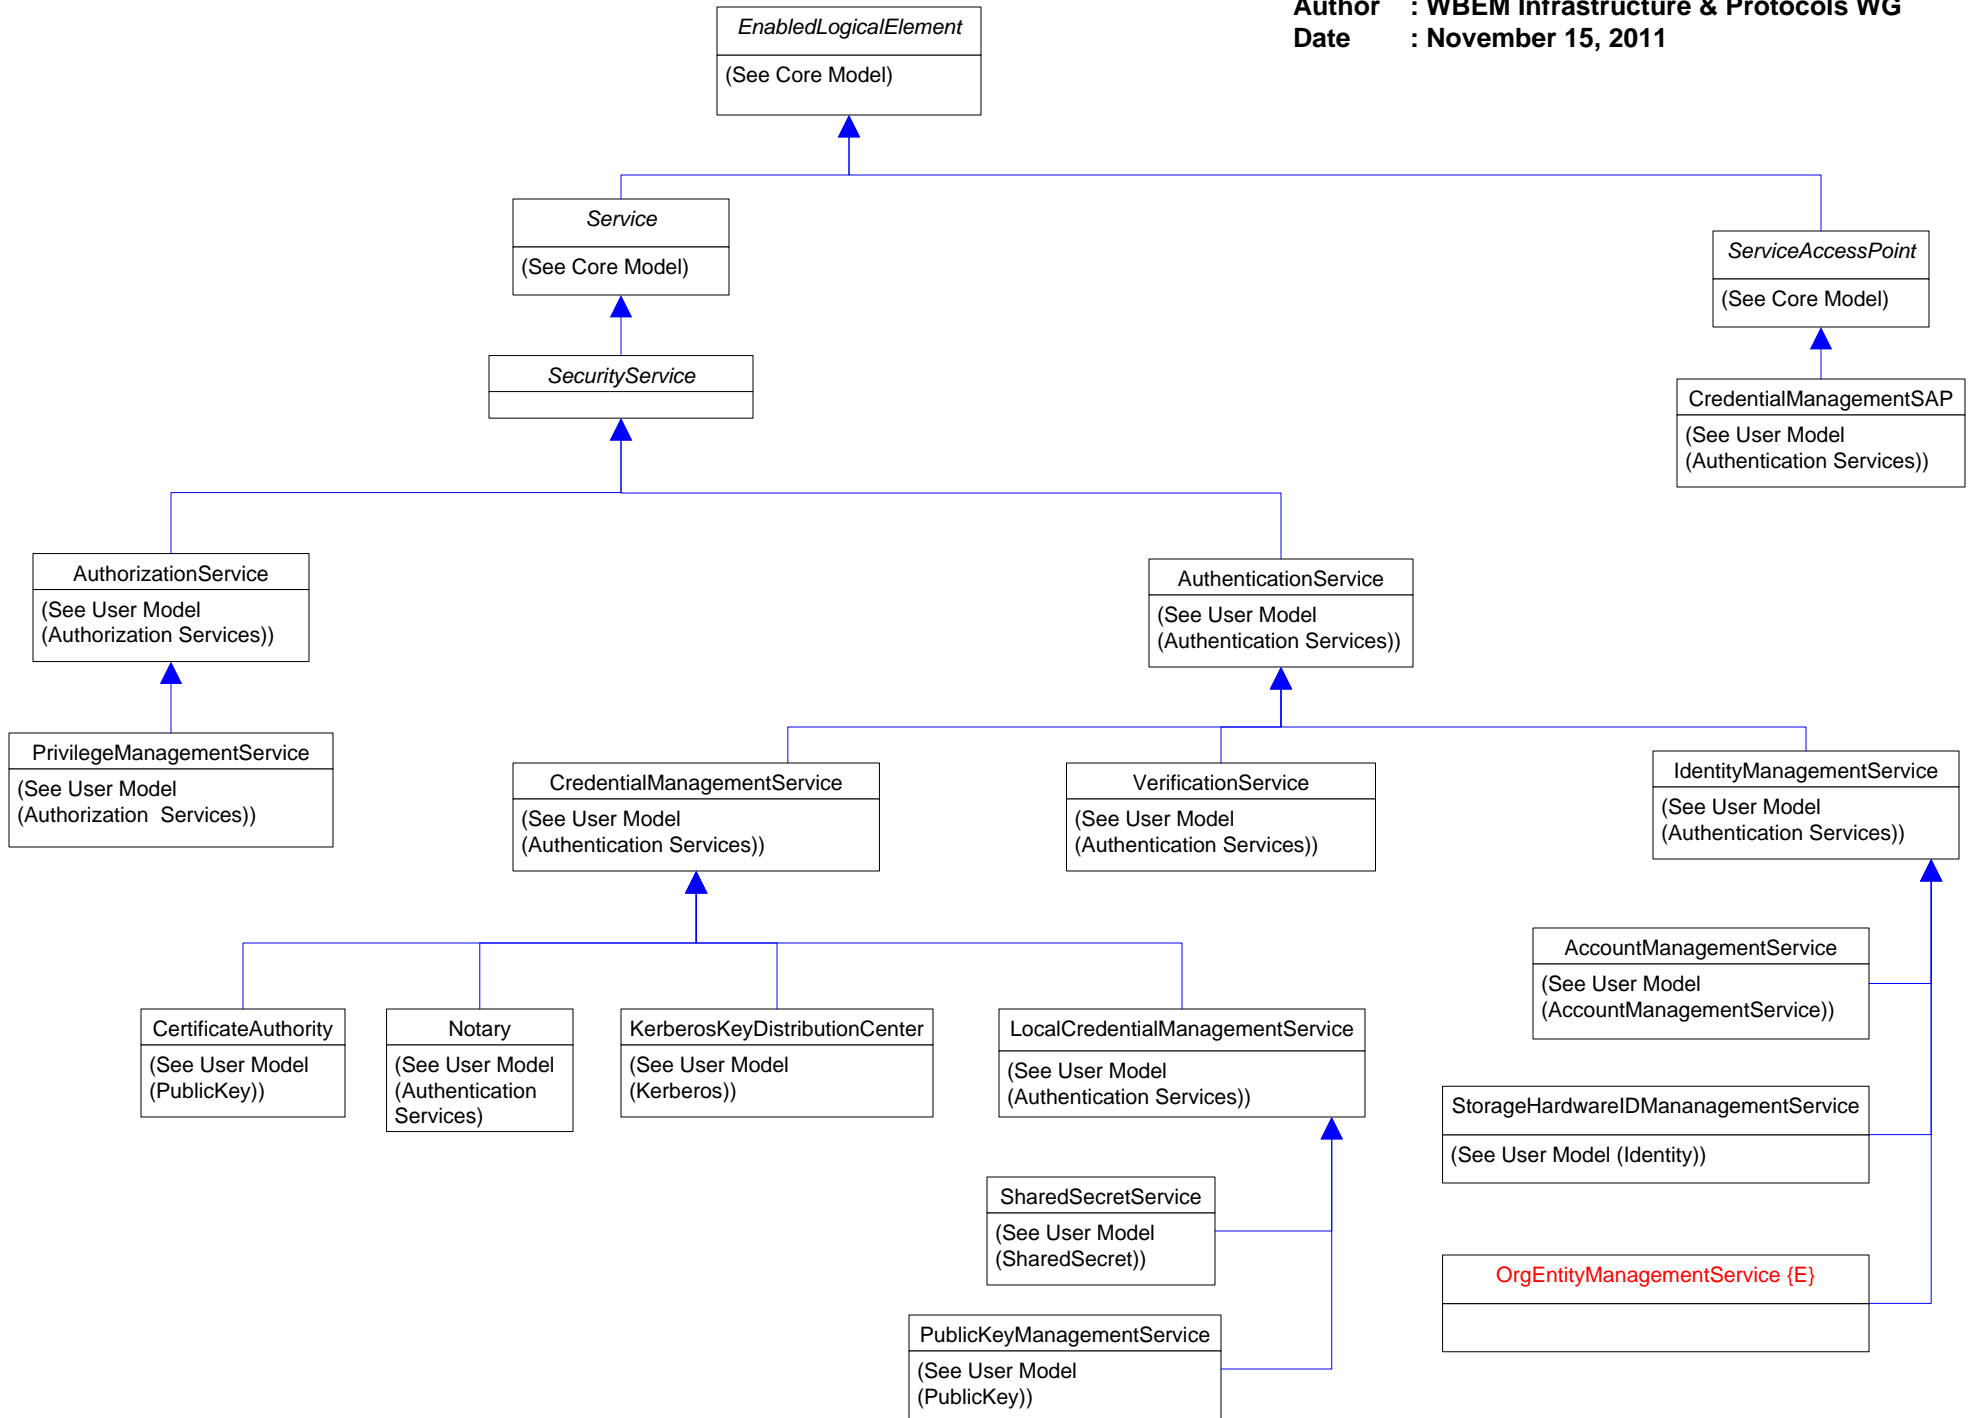 Author : WBEM Infrastructure & Protocols WG
Date : November 15, 2011
EnabledLogicalElement
(See Core Model)
Service
(See Core Model)
ServiceAccessPoint
(See Core Model)
SecurityService
CredentialManagementSAP
(See User Model
(Authentication Services))
AuthorizationService
(See User Model
(Authorization Services))
AuthenticationService
(See User Model
(Authentication Services))
PrivilegeManagementService
(See User Model
(Authorization  Services))
CredentialManagementService
(See User Model
(Authentication Services))
VerificationService
(See User Model
(Authentication Services))
IdentityManagementService
(See User Model
(Authentication Services))
AccountManagementService
(See User Model
(AccountManagementService))
CertificateAuthority
(See User Model
(PublicKey))
Notary
(See User Model
(Authentication
Services)
KerberosKeyDistributionCenter
(See User Model
(Kerberos))
LocalCredentialManagementService
(See User Model
(Authentication Services))
StorageHardwareIDMananagementService
(See User Model (Identity))
SharedSecretService
(See User Model
(SharedSecret))
OrgEntityManagementService {E}
PublicKeyManagementService
(See User Model
(PublicKey))